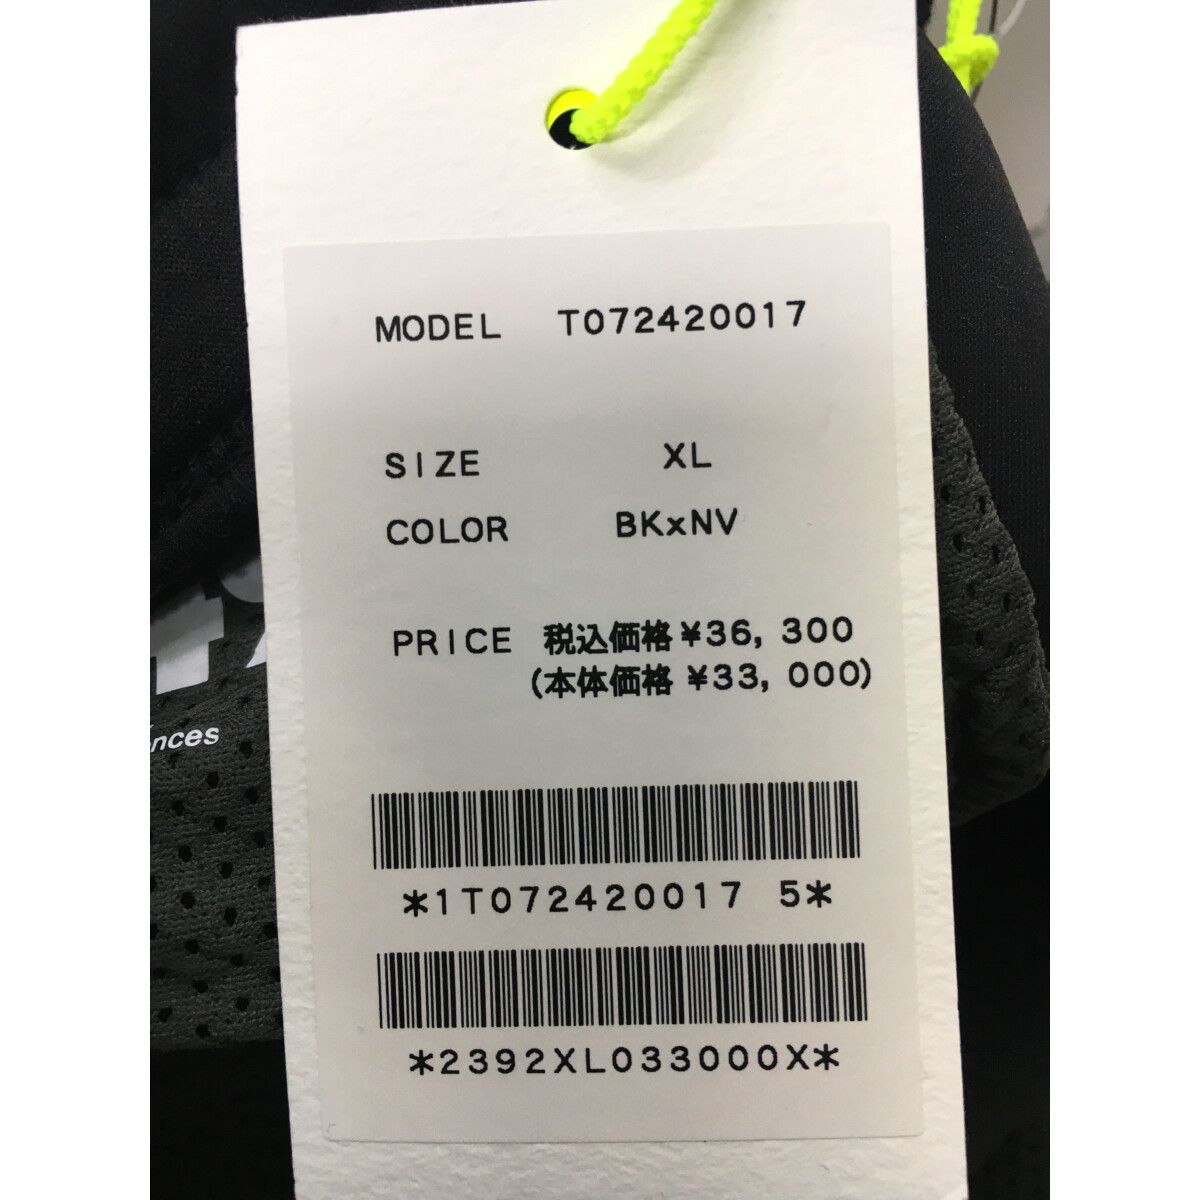 MODEL T072420017
SIZE XL
COLOR BKxNV
PRICE 税込価格 ¥36,300
(本体価格 ¥33,000)
nces
*1T072420017 5*
*2392XL033000X*